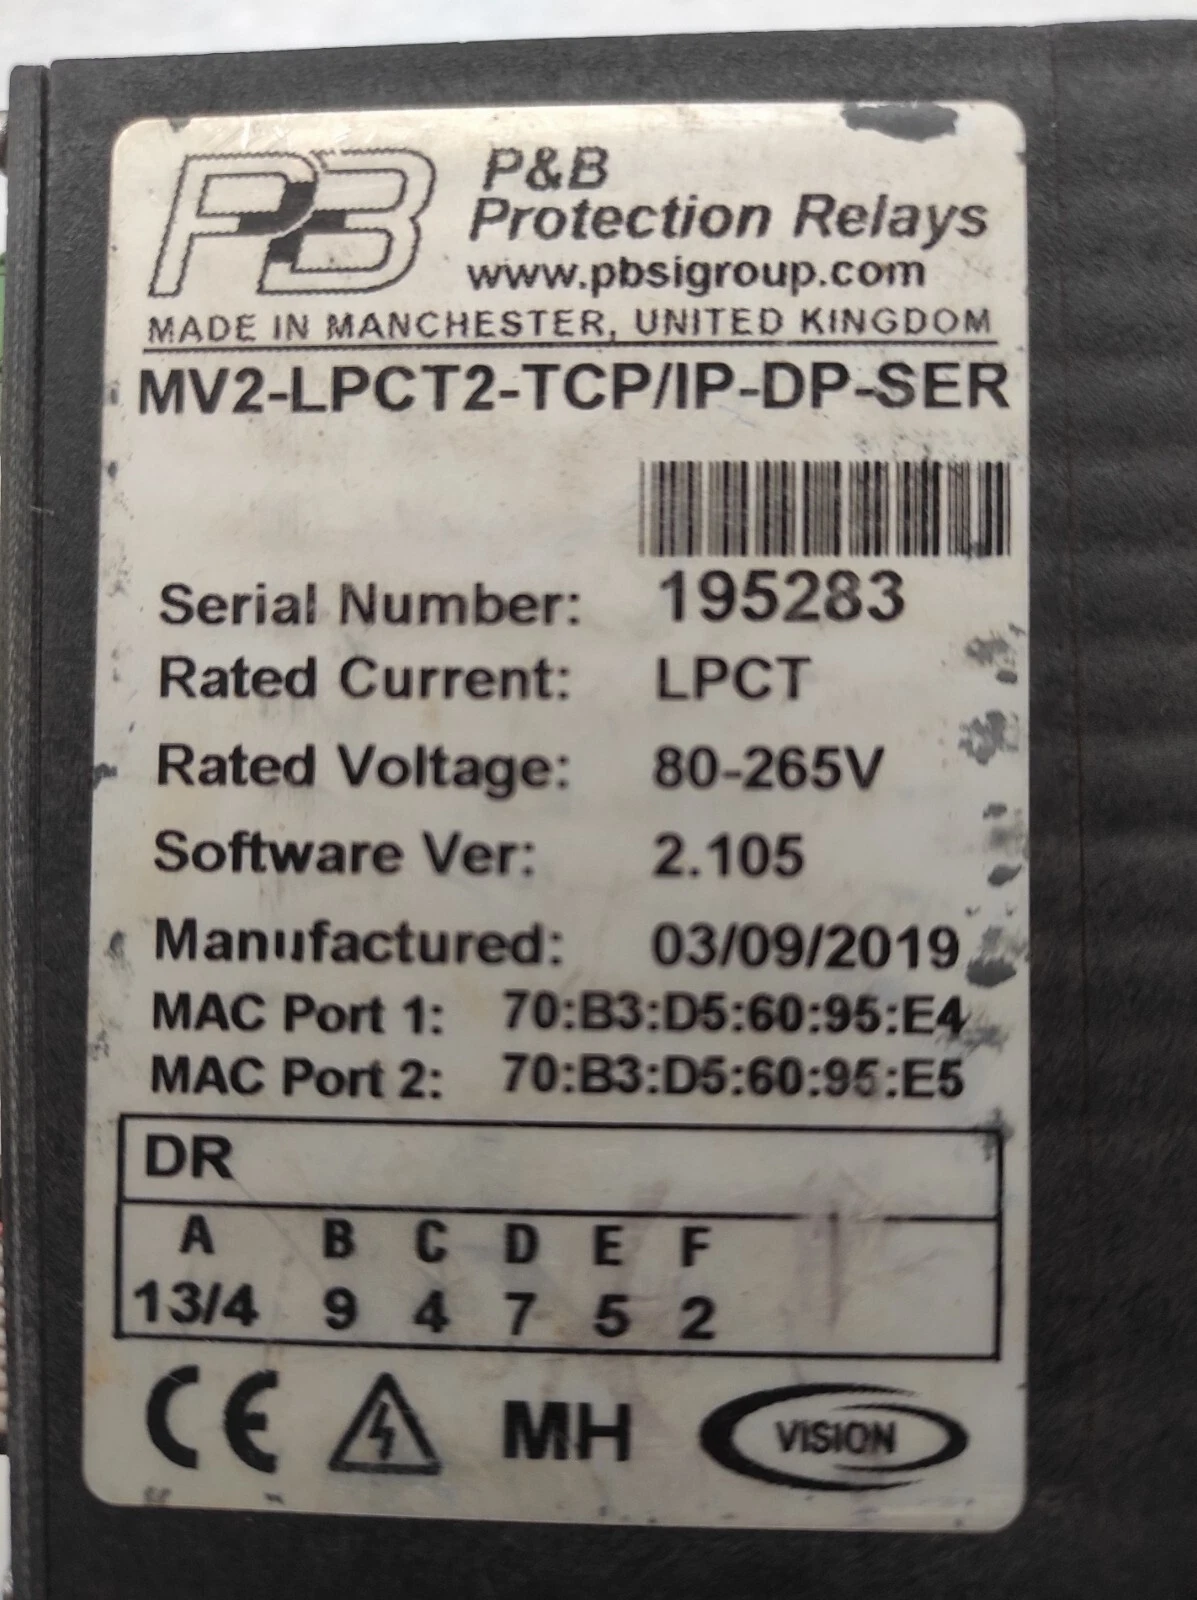 PB
P&B
Protection Relays
www.pbsigroup.com
MADE IN MANCHESTER, UNITED KINGDOM
MV2-LPCT2-TCP/IP-DP-SER
Serial Number: 195283
Rated Current: LPCT
Rated Voltage: 80-265V
Software Ver: 2.105
Manufactured: 03/09/2019
MAC Port 1: 70:B3:D5:60:95:E4
MAC Port 2: 70:B3:D5:60:95:E5
DR
A B C D E F
13/4 9 4 7 5 2
CE MH VISION